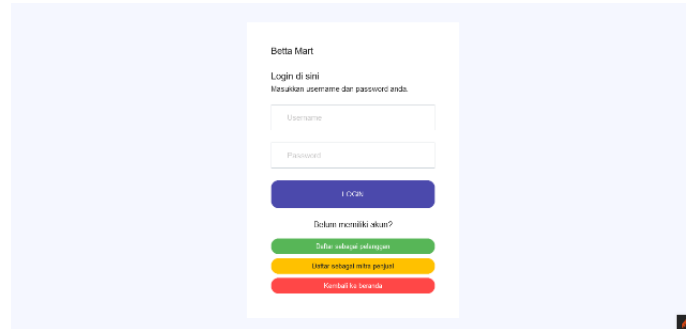 Betta Mart
Login di sini
Masukkan username dan password anda.
Username
Password
LOGIN
Belum memiliki akun?
Daftar sebagai pelanggan
Daftar sebagai mitra penjual
Kembali ke beranda